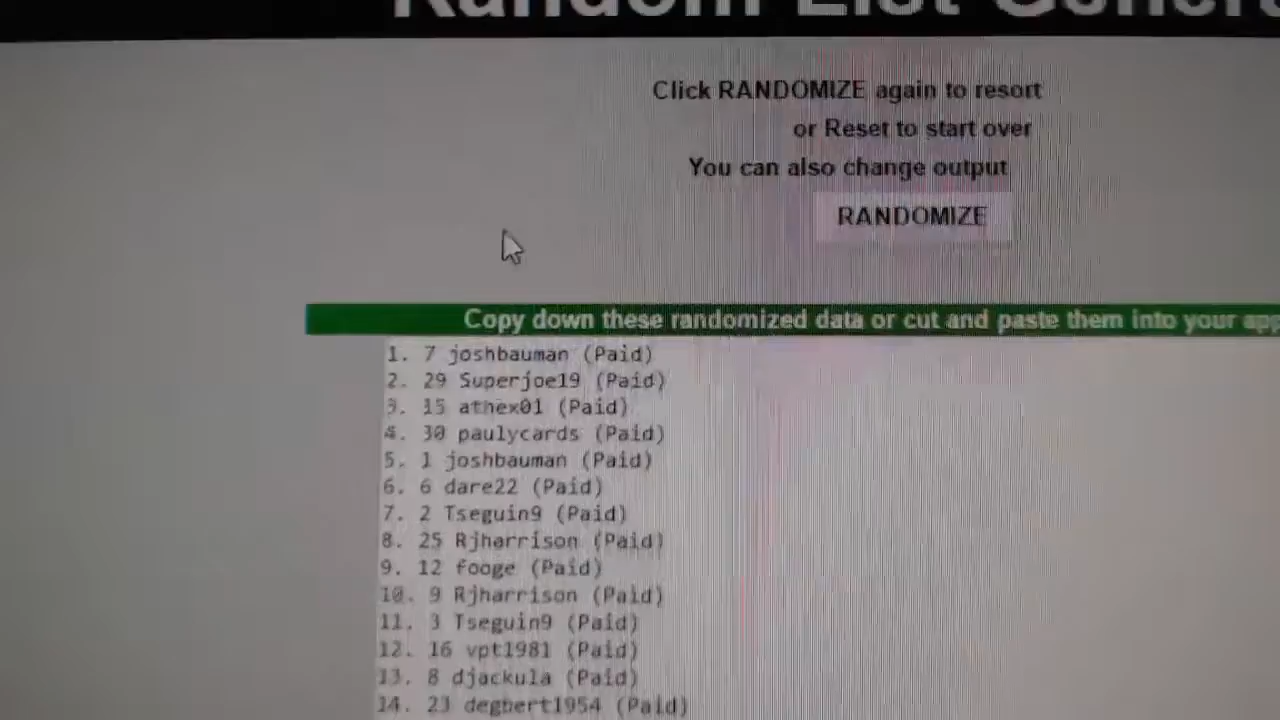 Random List Genera
Click RANDOMIZE again to resort
or Reset to start over
You can also change output
RANDOMIZE
Copy down these randomized data or cut and paste them into your app
1. 7 joshbauman (Paid)
2. 29 Superjoe19 (Paid)
3. 15 athex01 (Paid)
4. 30 paulycards (Paid)
5. 1 joshbauman (Paid)
6. 6 dare22 (Paid)
7. 2 Tseguin9 (Paid)
8. 25 Rjharrison (Paid)
9. 12 fooge (Paid)
10. 9 Rjharrison (Paid)
11. 3 Tseguin9 (Paid)
12. 16 vpt1981 (Paid)
13. 8 djackula (Paid)
14. 23 degbert1954 (Paid)